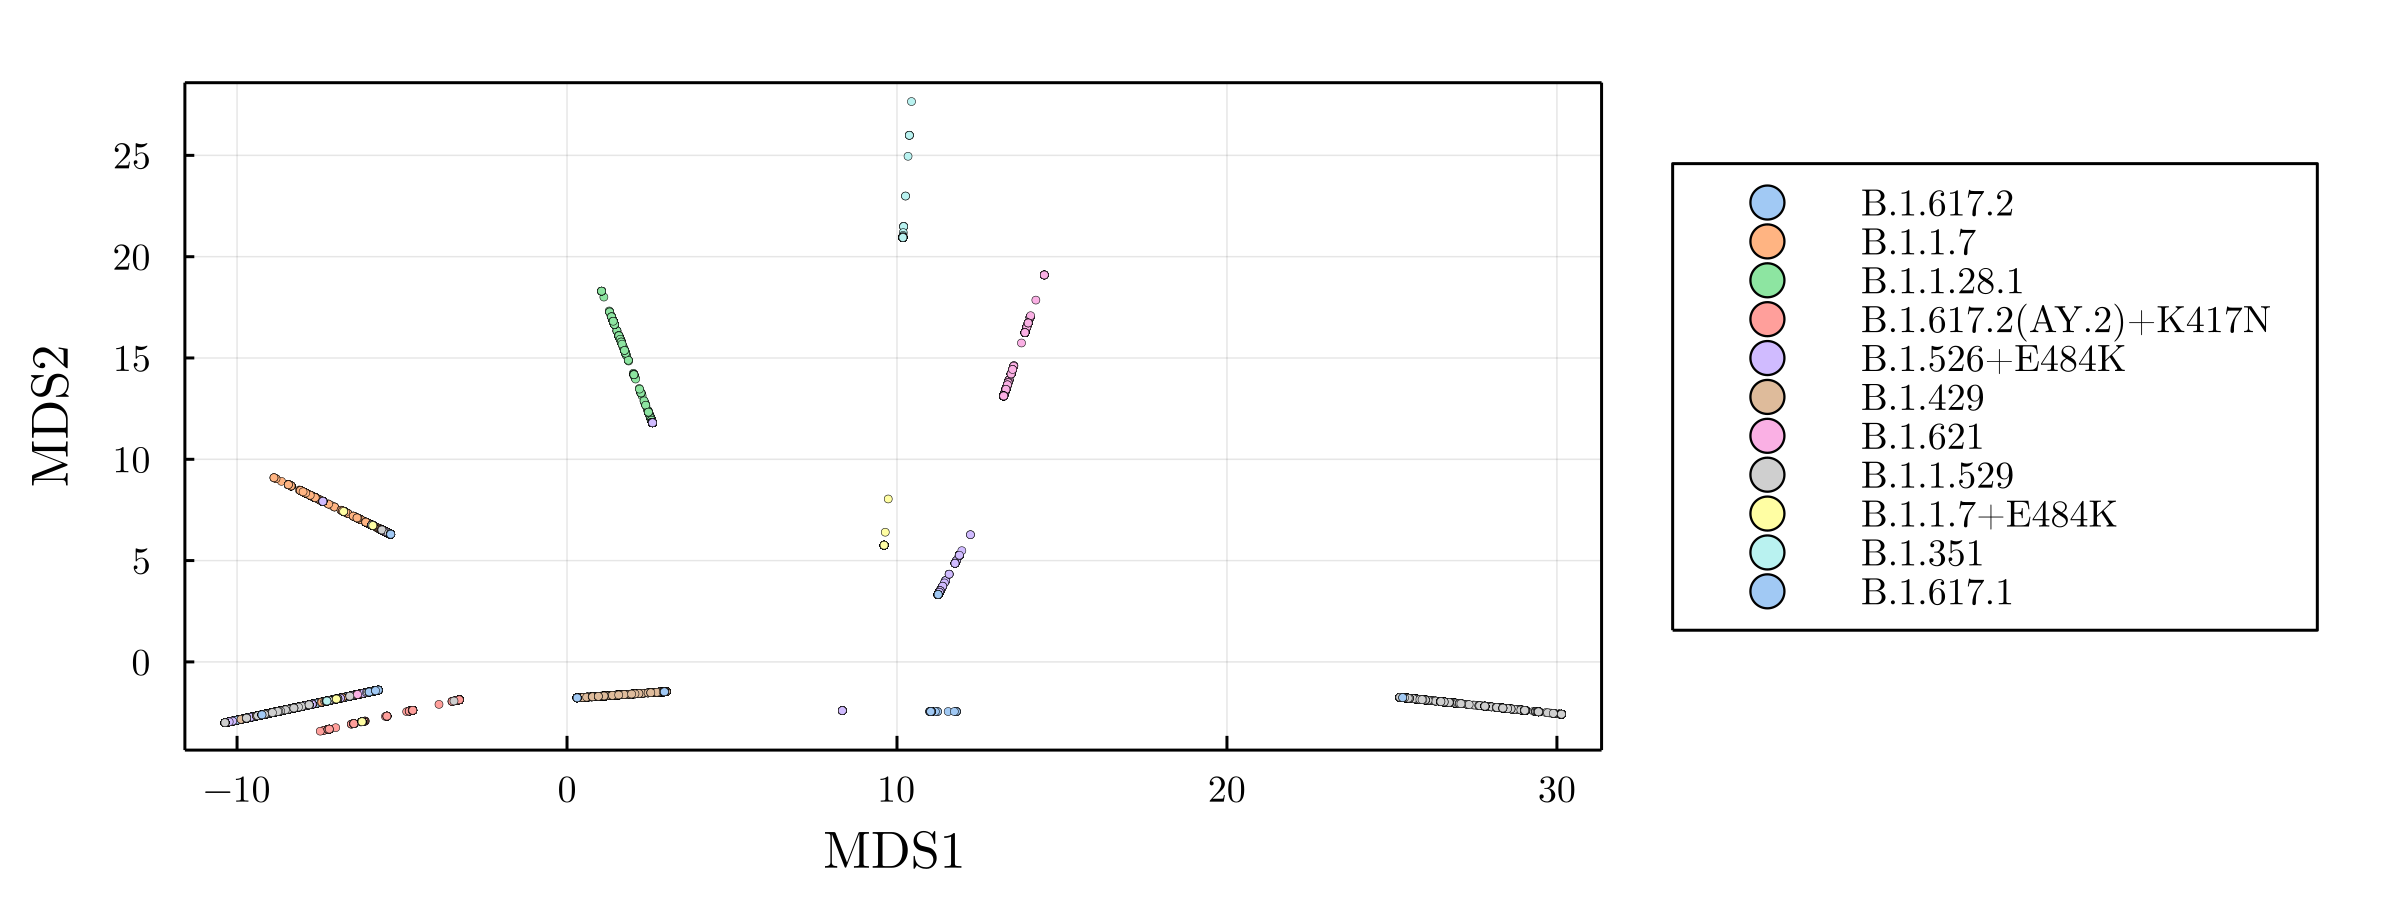 25
20
15
10
5
0
MDS2
−10 0 10 20 30
MDS1
B.1.617.2
B.1.1.7
B.1.1.28.1
B.1.617.2(AY.2)+K417N
B.1.526+E484K
B.1.429
B.1.621
B.1.1.529
B.1.1.7+E484K
B.1.351
B.1.617.1